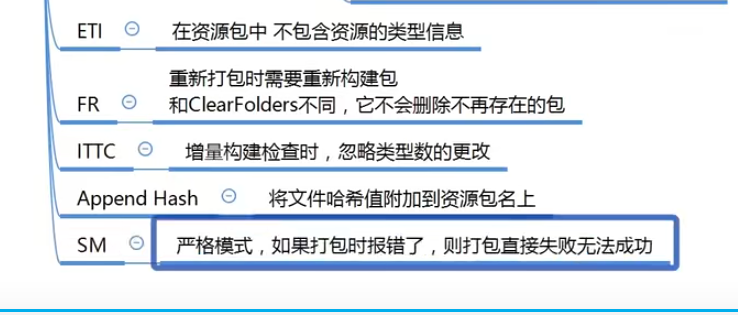 ETI 在资源包中 不包含资源的类型信息
重新打包时需要重新构建包
FR 和ClearFolders不同，它不会删除不再存在的包
ITTC 增量构建检查时，忽略类型数的更改
Append Hash 将文件哈希值附加到资源包名上
SM 严格模式，如果打包时报错了，则打包直接失败无法成功